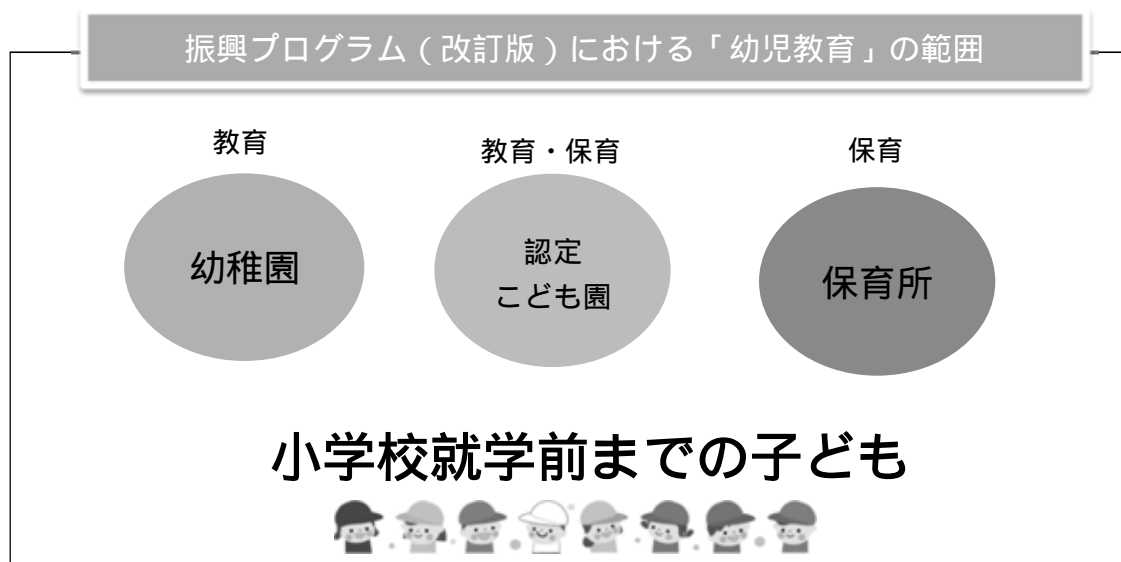 振興プログラム(改訂版)における「幼児教育」の範囲
教育
教育・保育
保育
幼稚園
認定
こども園
保育所
小学校就学前までの子ども